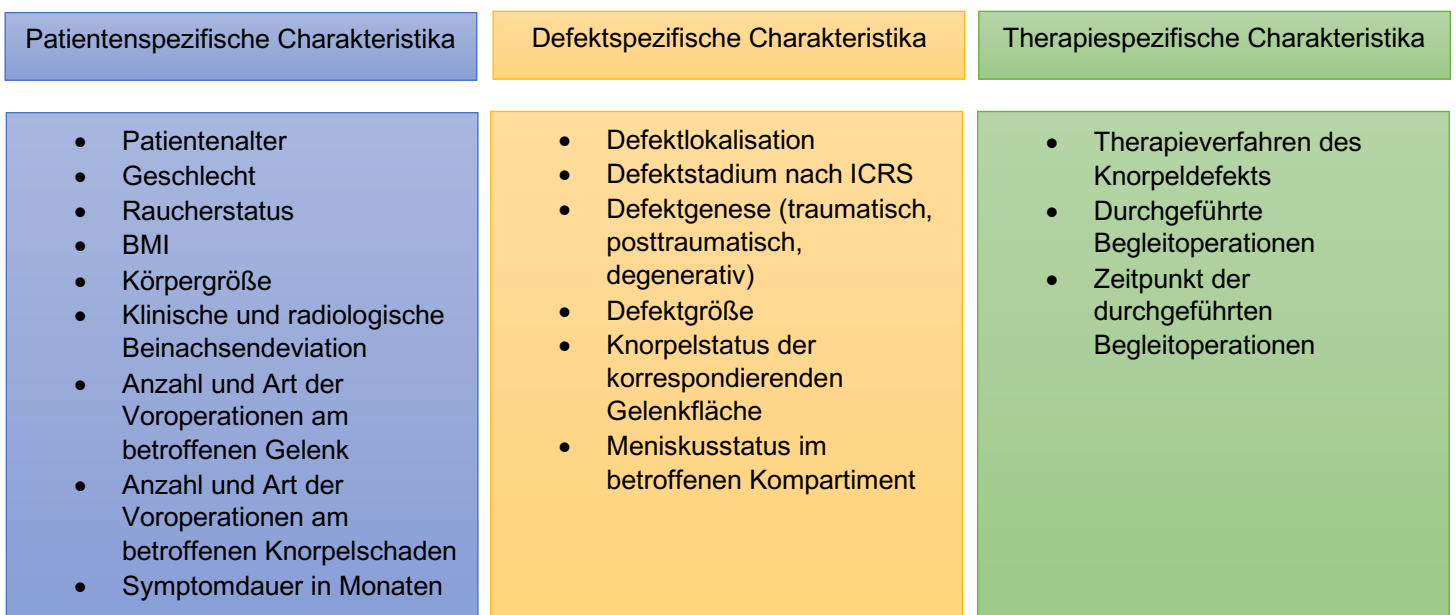 Patientenspezifische Charakteristika
Defektspezifische Charakteristika
Therapiespezifische Charakteristika
• Patientenalter
• Geschlecht
• Raucherstatus
• BMI
• Körpergröße
• Klinische und radiologische
Beinachsendeviation
• Anzahl und Art der
Voroperationen am
betroffenen Gelenk
• Anzahl und Art der
Voroperationen am
betroffenen Knorpelschaden
• Symptomdauer in Monaten
• Defektlokalisation
• Defektstadium nach ICRS
• Defektgenese (traumatisch,
posttraumatisch,
degenerativ)
• Defektgröße
• Knorpelstatus der
korrespondierenden
Gelenkfläche
• Meniskusstatus im
betroffenen Kompartiment
• Therapieverfahren des
Knorpeldefekts
• Durchgeführte
Begleitoperationen
• Zeitpunkt der
durchgeführten
Begleitoperationen